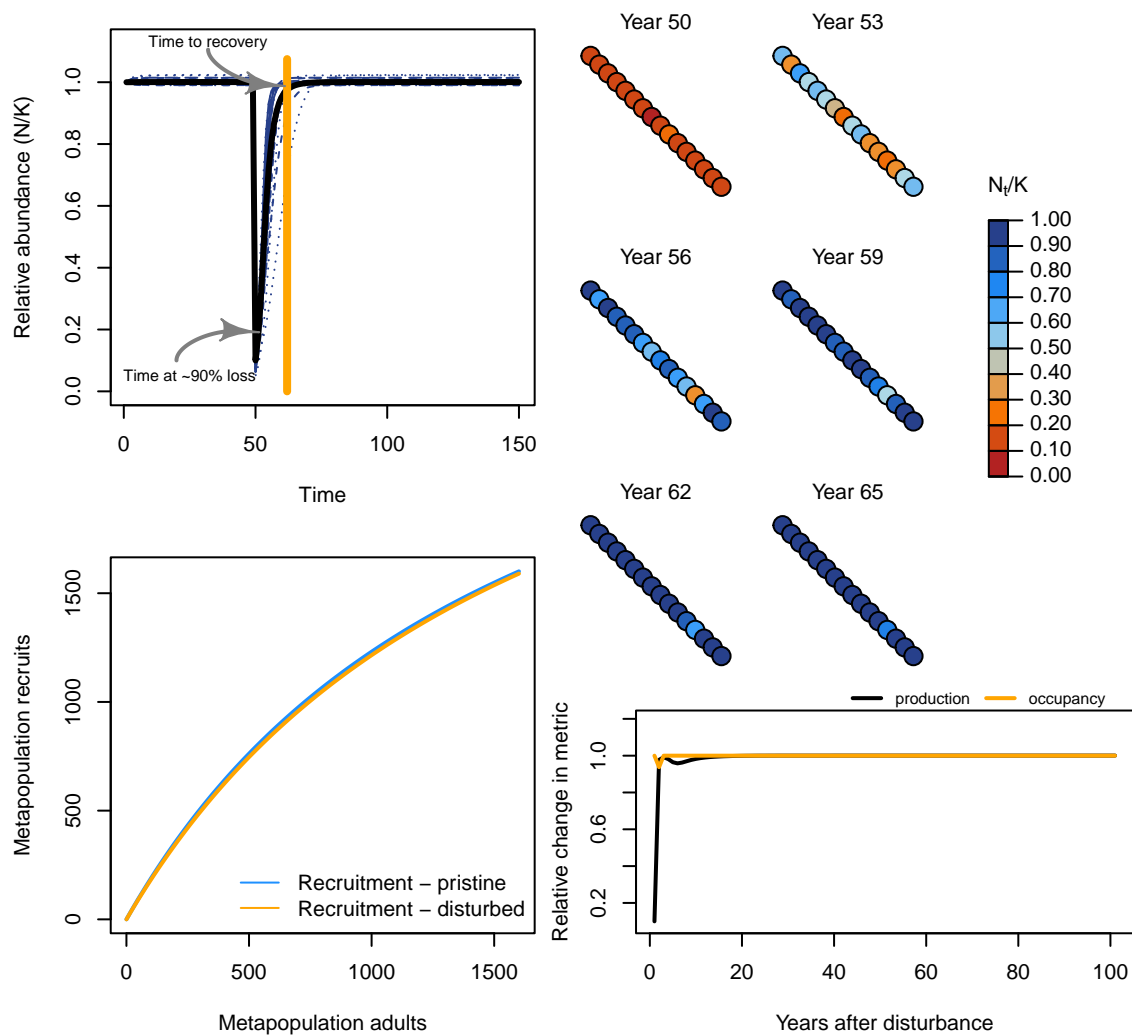 Time to recovery
Time at ~90% loss
Relative abundance (N/K)
0.0
0.2
0.4
0.6
0.8
1.0
0
50
100
150
Time
Year 50
Year 53
Year 56
Year 59
Year 62
Year 65
Nt/K
1.00
0.90
0.80
0.70
0.60
0.50
0.40
0.30
0.20
0.10
0.00
Metapopulation recruits
0
500
1000
1500
Recruitment − pristine
Recruitment − disturbed
0
500
1000
1500
Metapopulation adults
production
occupancy
Relative change in metric
0.2
0.6
1.0
0
20
40
60
80
100
Years after disturbance